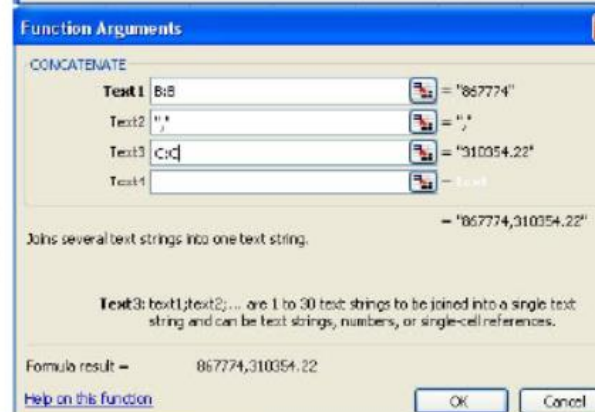 Function Arguments
CONCATENATE
Text1 B:B = "867774"
Text2 "," = ","
Text3 C:C = "310354.22"
Text4 = text
= "867774,310354.22"
Joins several text strings into one text string.
Text3: text1;text2;... are 1 to 30 text strings to be joined into a single text
string and can be text strings, numbers, or single-cell references.
Formula result = 867774,310354.22
Help on this function OK Cancel